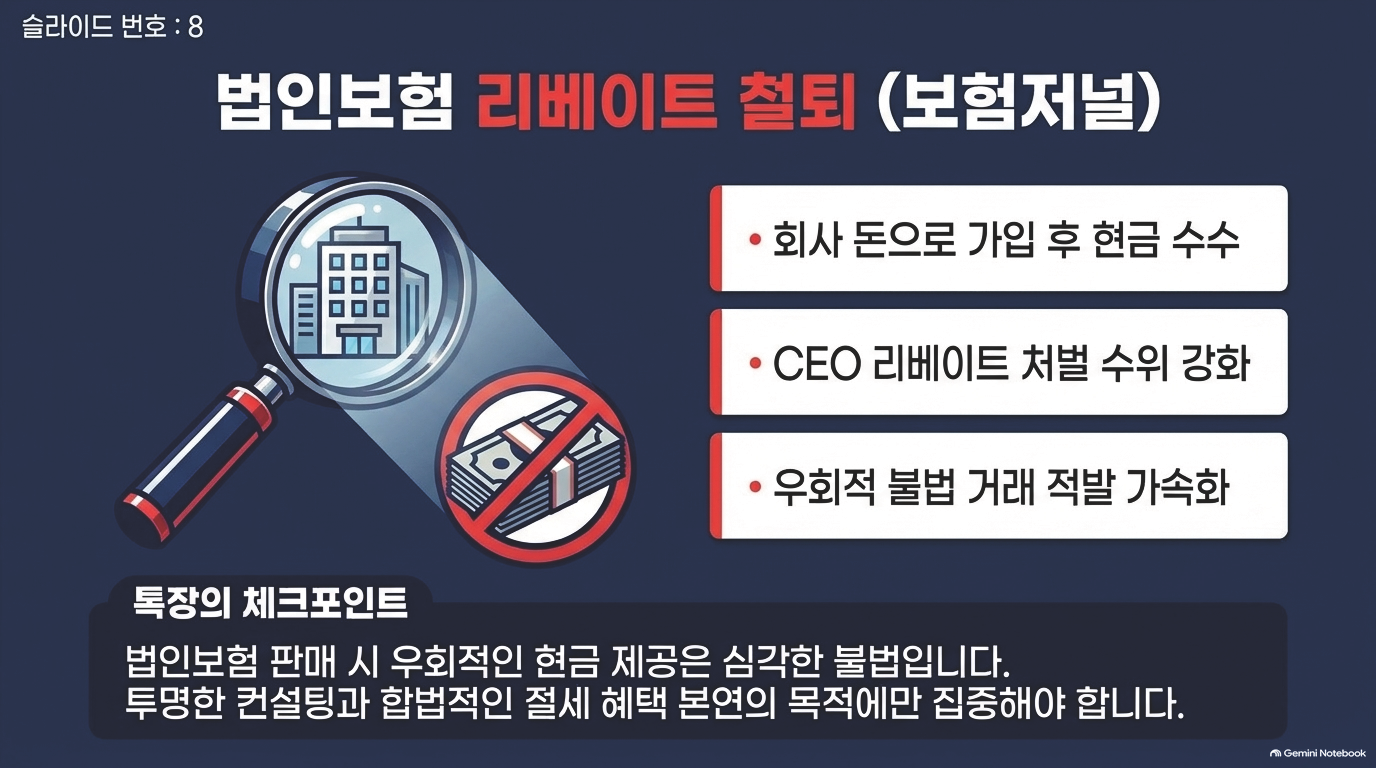 슬라이드 번호 : 8
법인보험 리베이트 철퇴 (보험저널)
• 회사 돈으로 가입 후 현금 수수
• CEO 리베이트 처벌 수위 강화
• 우회적 불법 거래 적발 가속화
톡장의 체크포인트
법인보험 판매 시 우회적인 현금 제공은 심각한 불법입니다.
투명한 컨설팅과 합법적인 절세 혜택 본연의 목적에만 집중해야 합니다.
Gemini Notebook